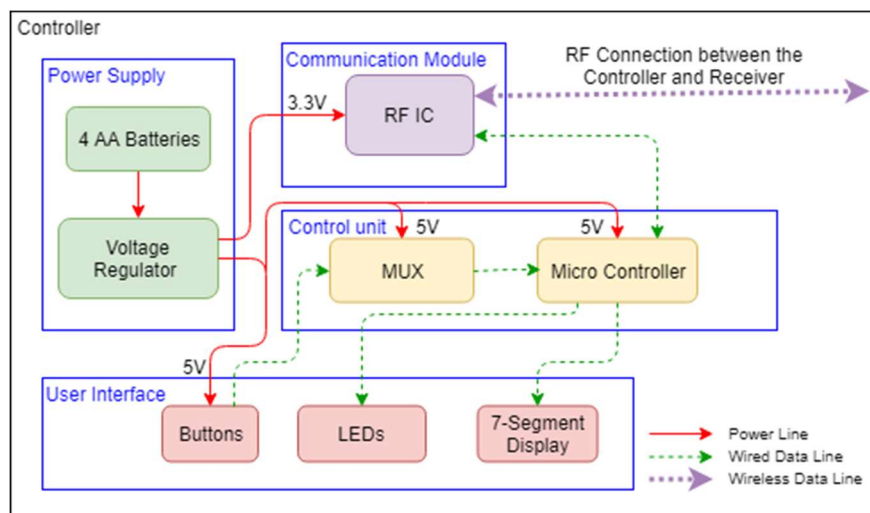 Controller
Power Supply
4 AA Batteries
Voltage
Regulator
Communication Module
3.3V
RF IC
RF Connection between the
Controller and Receiver
Control unit
5V
5V
MUX
Micro Controller
5V
User Interface
Buttons
LEDs
7-Segment
Display
Power Line
Wired Data Line
Wireless Data Line